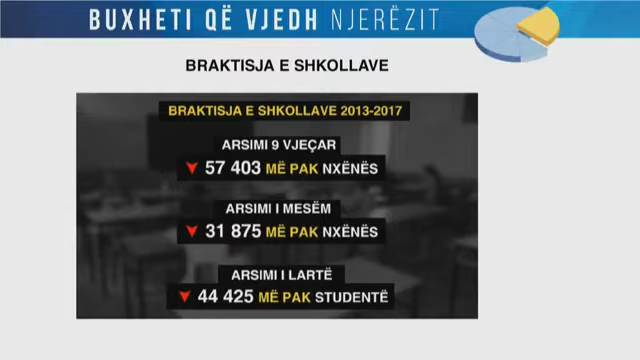 BUXHETI QË VJEDH NJERËZIT
BRAKTISJA E SHKOLLAVE
BRAKTISJA E SHKOLLAVE 2013-2017
ARSIMI 9 VJEÇAR
57 403 MË PAK NXËNËS
ARSIMI I MESËM
31 875 MË PAK NXËNËS
ARSIMI I LARTË
44 425 MË PAK STUDENTË